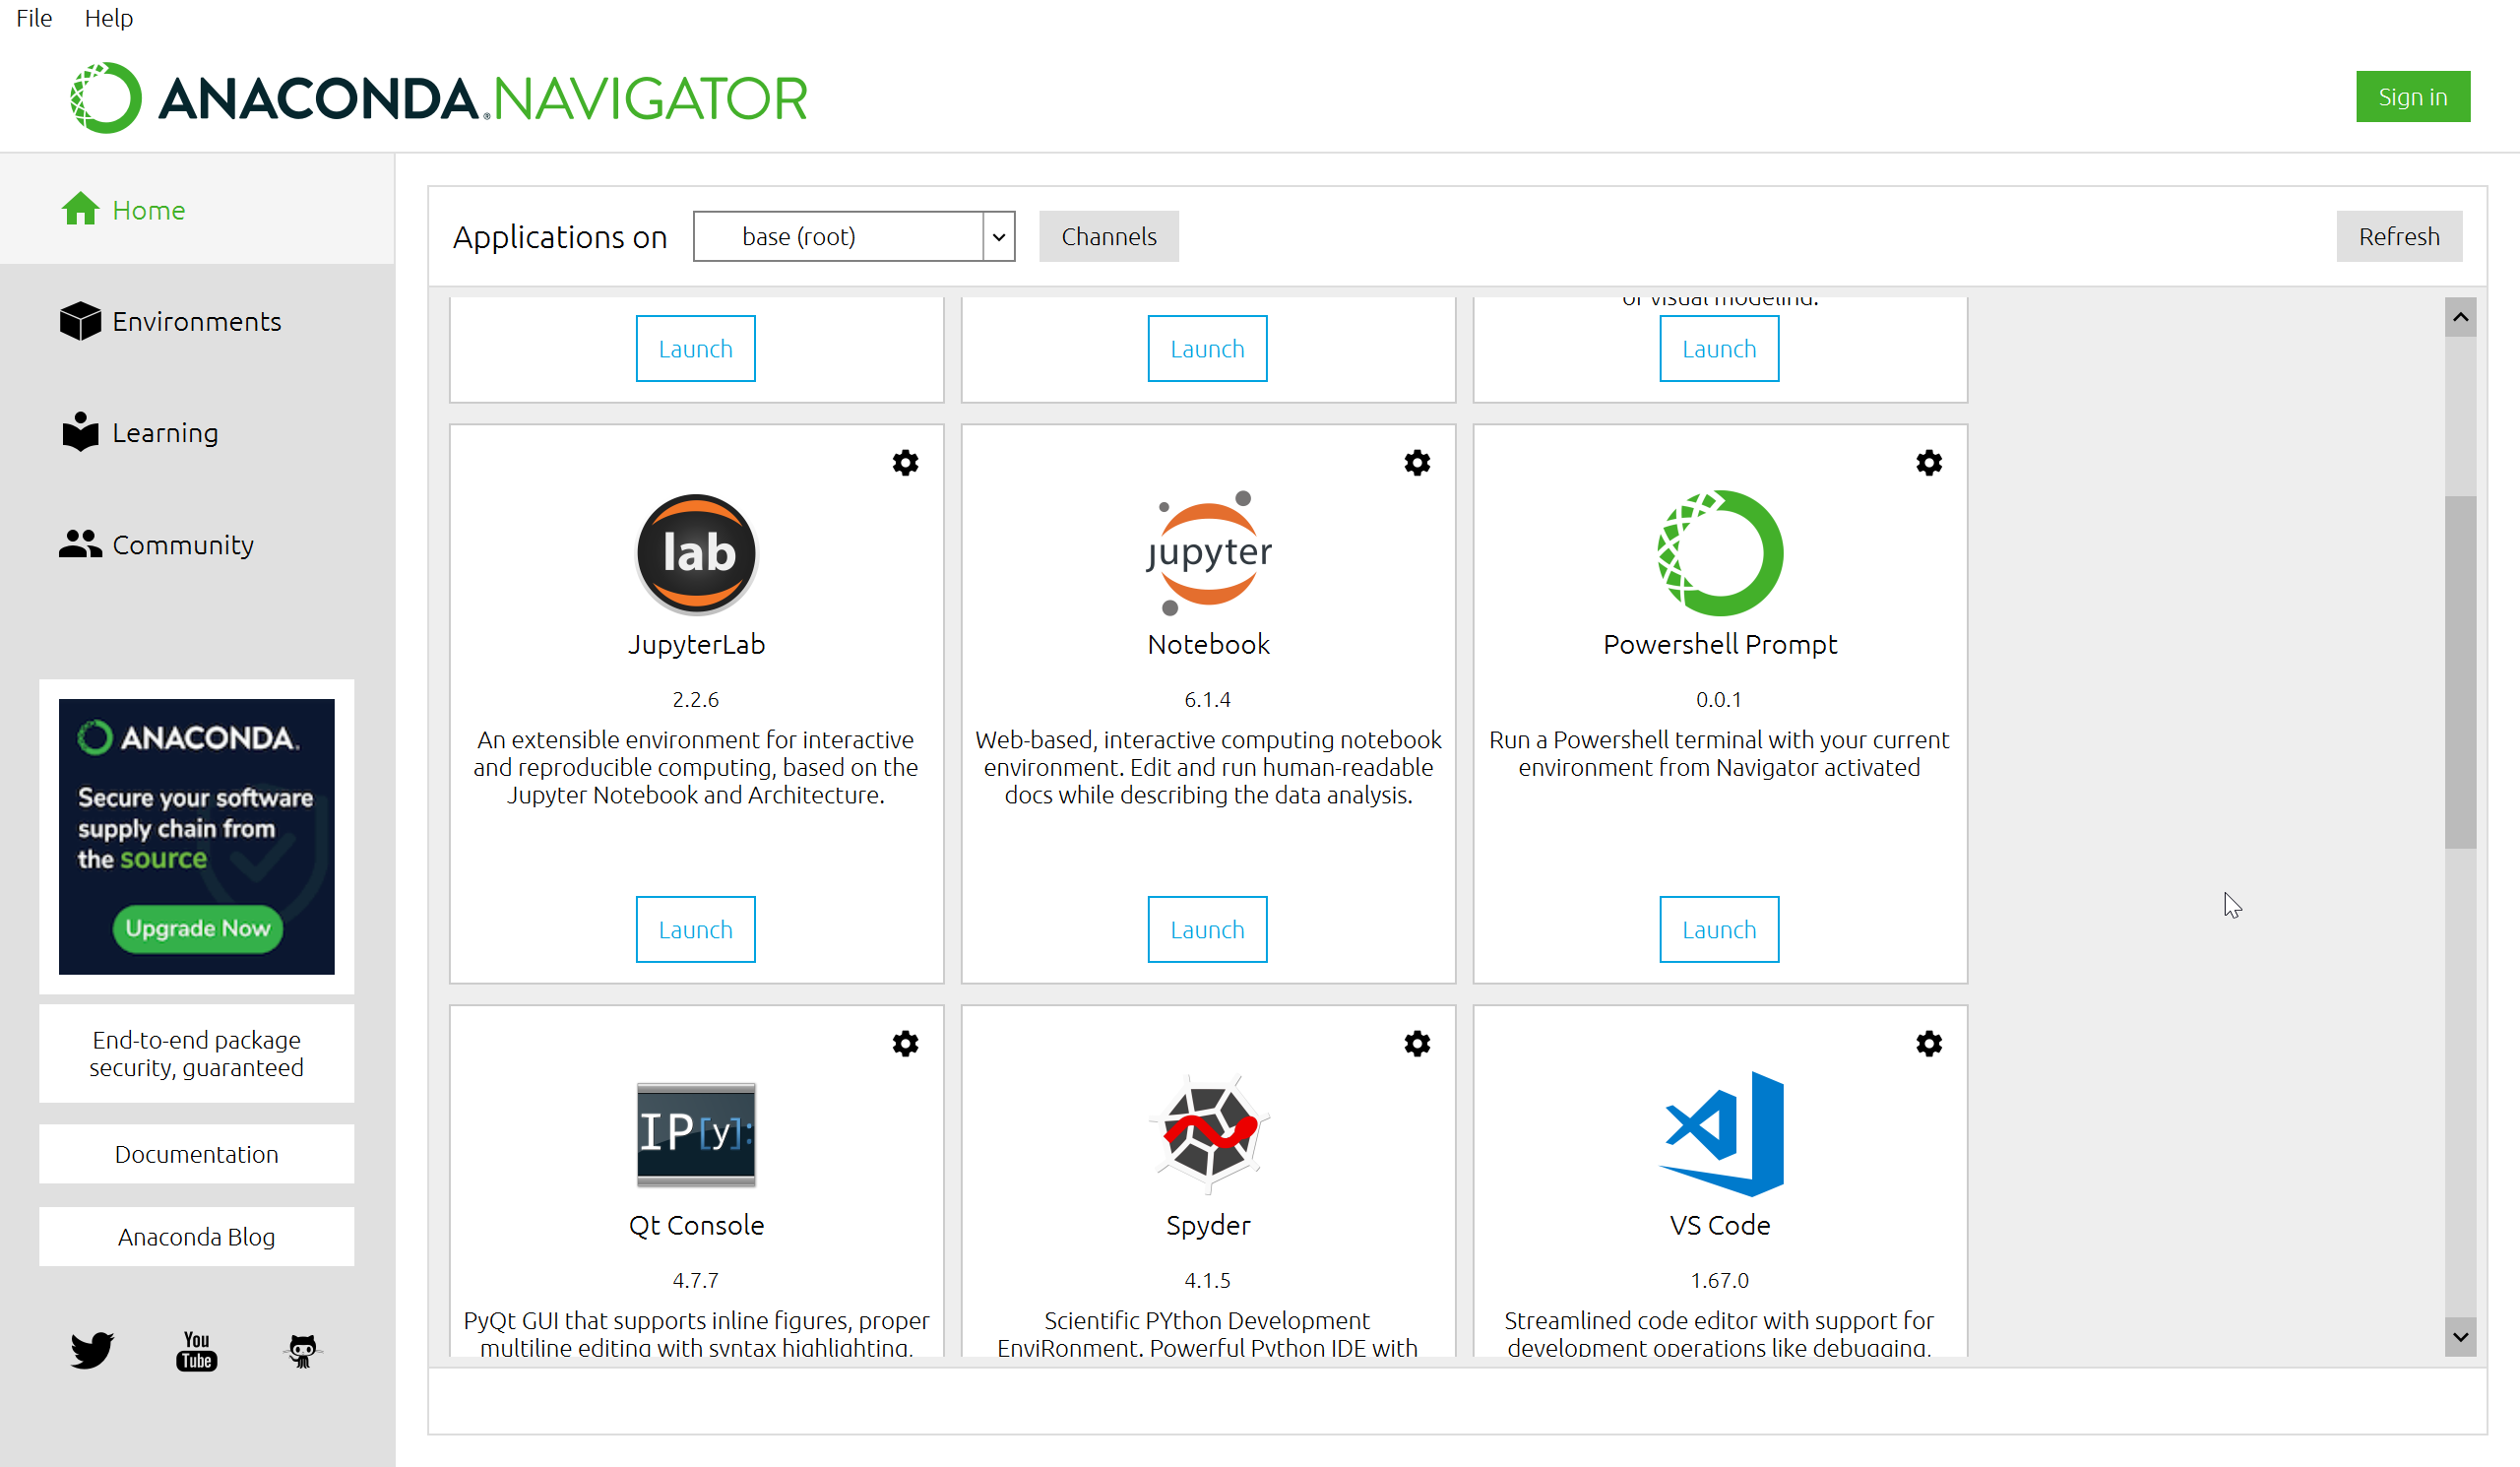 File Help
ANACONDA.NAVIGATOR
Sign in
Home
Environments
Learning
Community
ANACONDA.
Secure your software
supply chain from
the source
Upgrade Now
End-to-end package
security, guaranteed
Documentation
Anaconda Blog
You
Tube
Applications on base (root) Channels Refresh
or visual modeling.
Launch Launch Launch
lab
JupyterLab
2.2.6
An extensible environment for interactive
and reproducible computing, based on the
Jupyter Notebook and Architecture.
Launch
jupyter
Notebook
6.1.4
Web-based, interactive computing notebook
environment. Edit and run human-readable
docs while describing the data analysis.
Launch
Powershell Prompt
0.0.1
Run a Powershell terminal with your current
environment from Navigator activated
Launch
IP[y]:
Qt Console
4.7.7
PyQt GUI that supports inline figures, proper
multiline editing with syntax highlighting,
Spyder
4.1.5
Scientific PYthon Development
EnviRonment. Powerful Python IDE with
VS Code
1.67.0
Streamlined code editor with support for
development operations like debugging,